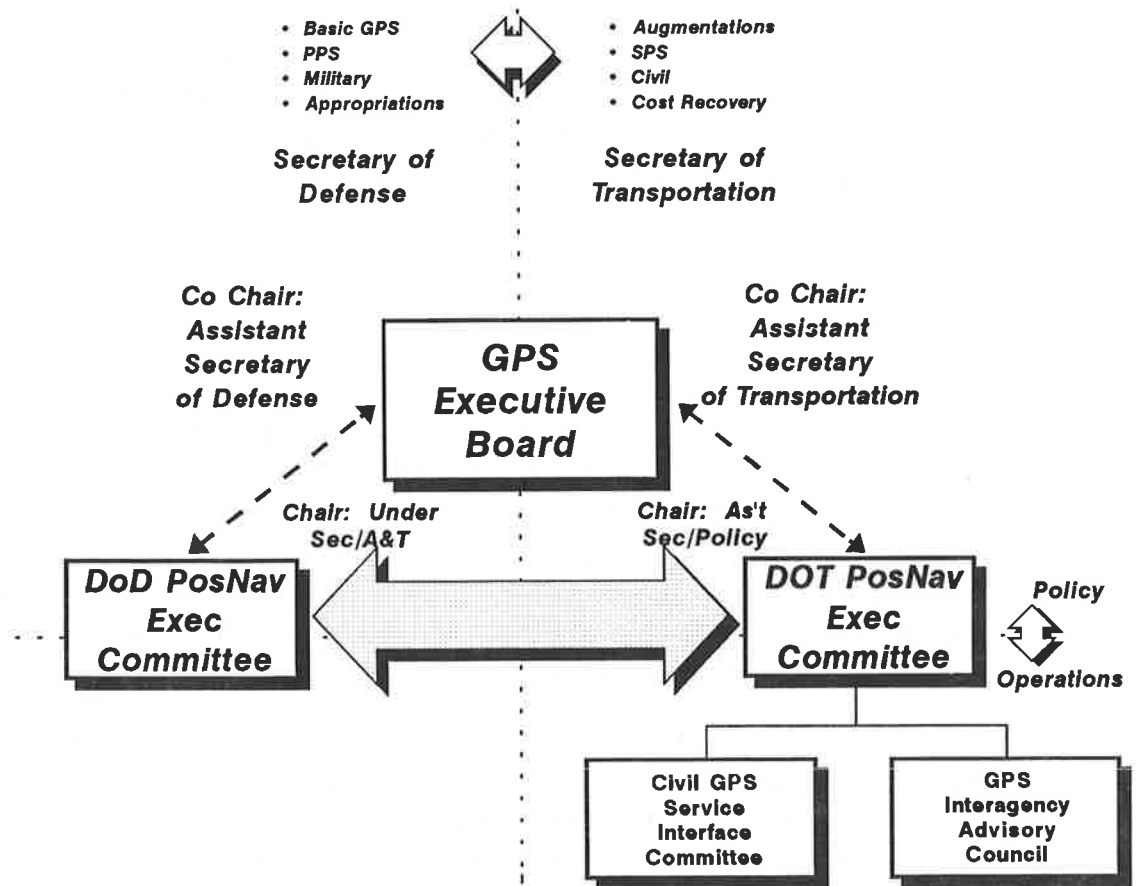 • Basic GPS
• PPS
• Military
• Appropriations
• Augmentations
• SPS
• Civil
• Cost Recovery
Secretary of
Defense
Secretary of
Transportation
Co Chair:
Assistant
Secretary
of Defense
GPS
Executive
Board
Co Chair:
Assistant
Secretary
of Transportation
Chair: Under
Sec/A&T
Chair: As't
Sec/Policy
DoD PosNav
Exec
Committee
DOT PosNav
Exec
Committee
Policy
Operations
Civil GPS
Service
Interface
Committee
GPS
Interagency
Advisory
Council